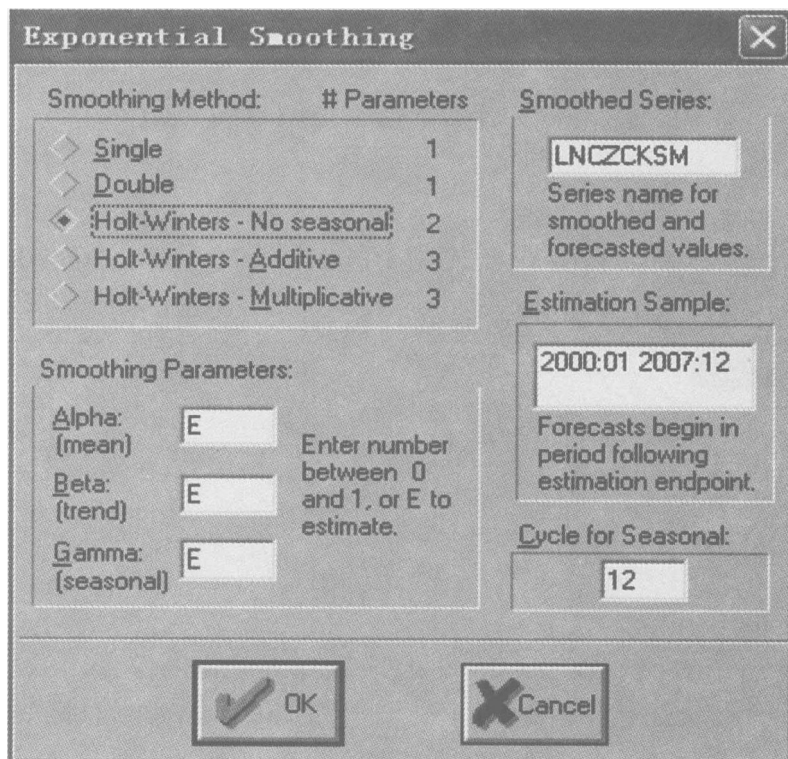 Exponential Smoothing
Smoothing Method: # Parameters
Single 1
Double 1
Holt-Winters - No seasonal 2
Holt-Winters - Additive 3
Holt-Winters - Multiplicative 3
Smoothing Parameters:
Alpha:
(mean)
E
Beta:
(trend)
E
Gamma:
(seasonal)
E
Enter number
between 0
and 1, or E to
estimate.
Smoothed Series:
LNCZCKSM
Series name for
smoothed and
forecasted values.
Estimation Sample:
2000:01 2007:12
Forecasts begin in
period following
estimation endpoint.
Cycle for Seasonal:
12
OK
Cancel